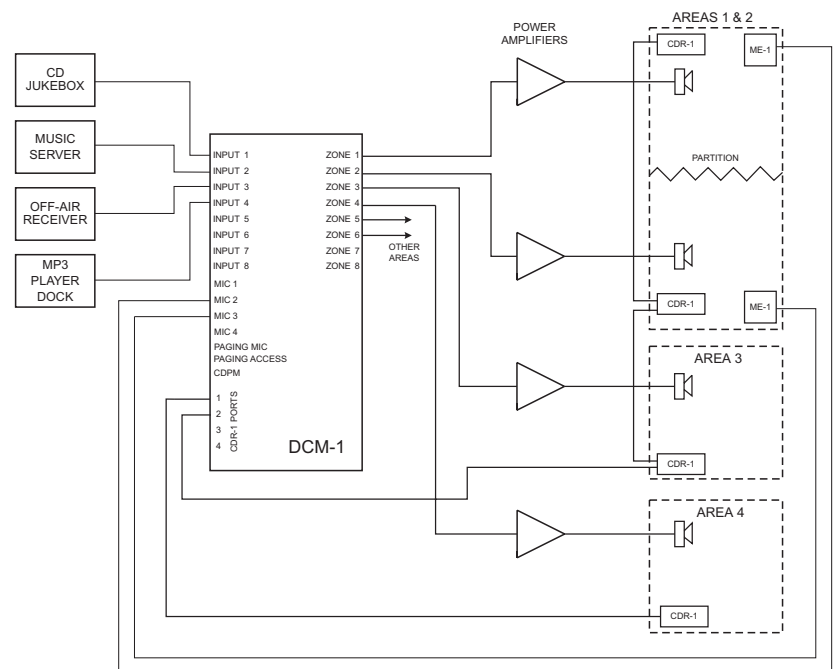 CD
JUKEBOX
MUSIC
SERVER
OFF-AIR
RECEIVER
MP3
PLAYER
DOCK
INPUT 1
INPUT 2
INPUT 3
INPUT 4
INPUT 5
INPUT 6
INPUT 7
INPUT 8
MIC 1
MIC 2
MIC 3
MIC 4
PAGING MIC
PAGING ACCESS
CDPM
1
2
3
4
CDR-1 PORTS
ZONE 1
ZONE 2
ZONE 3
ZONE 4
ZONE 5
ZONE 6
ZONE 7
ZONE 8
DCM-1
OTHER
AREAS
POWER
AMPLIFIERS
AREAS 1 & 2
CDR-1
ME-1
PARTITION
CDR-1
ME-1
AREA 3
CDR-1
AREA 4
CDR-1